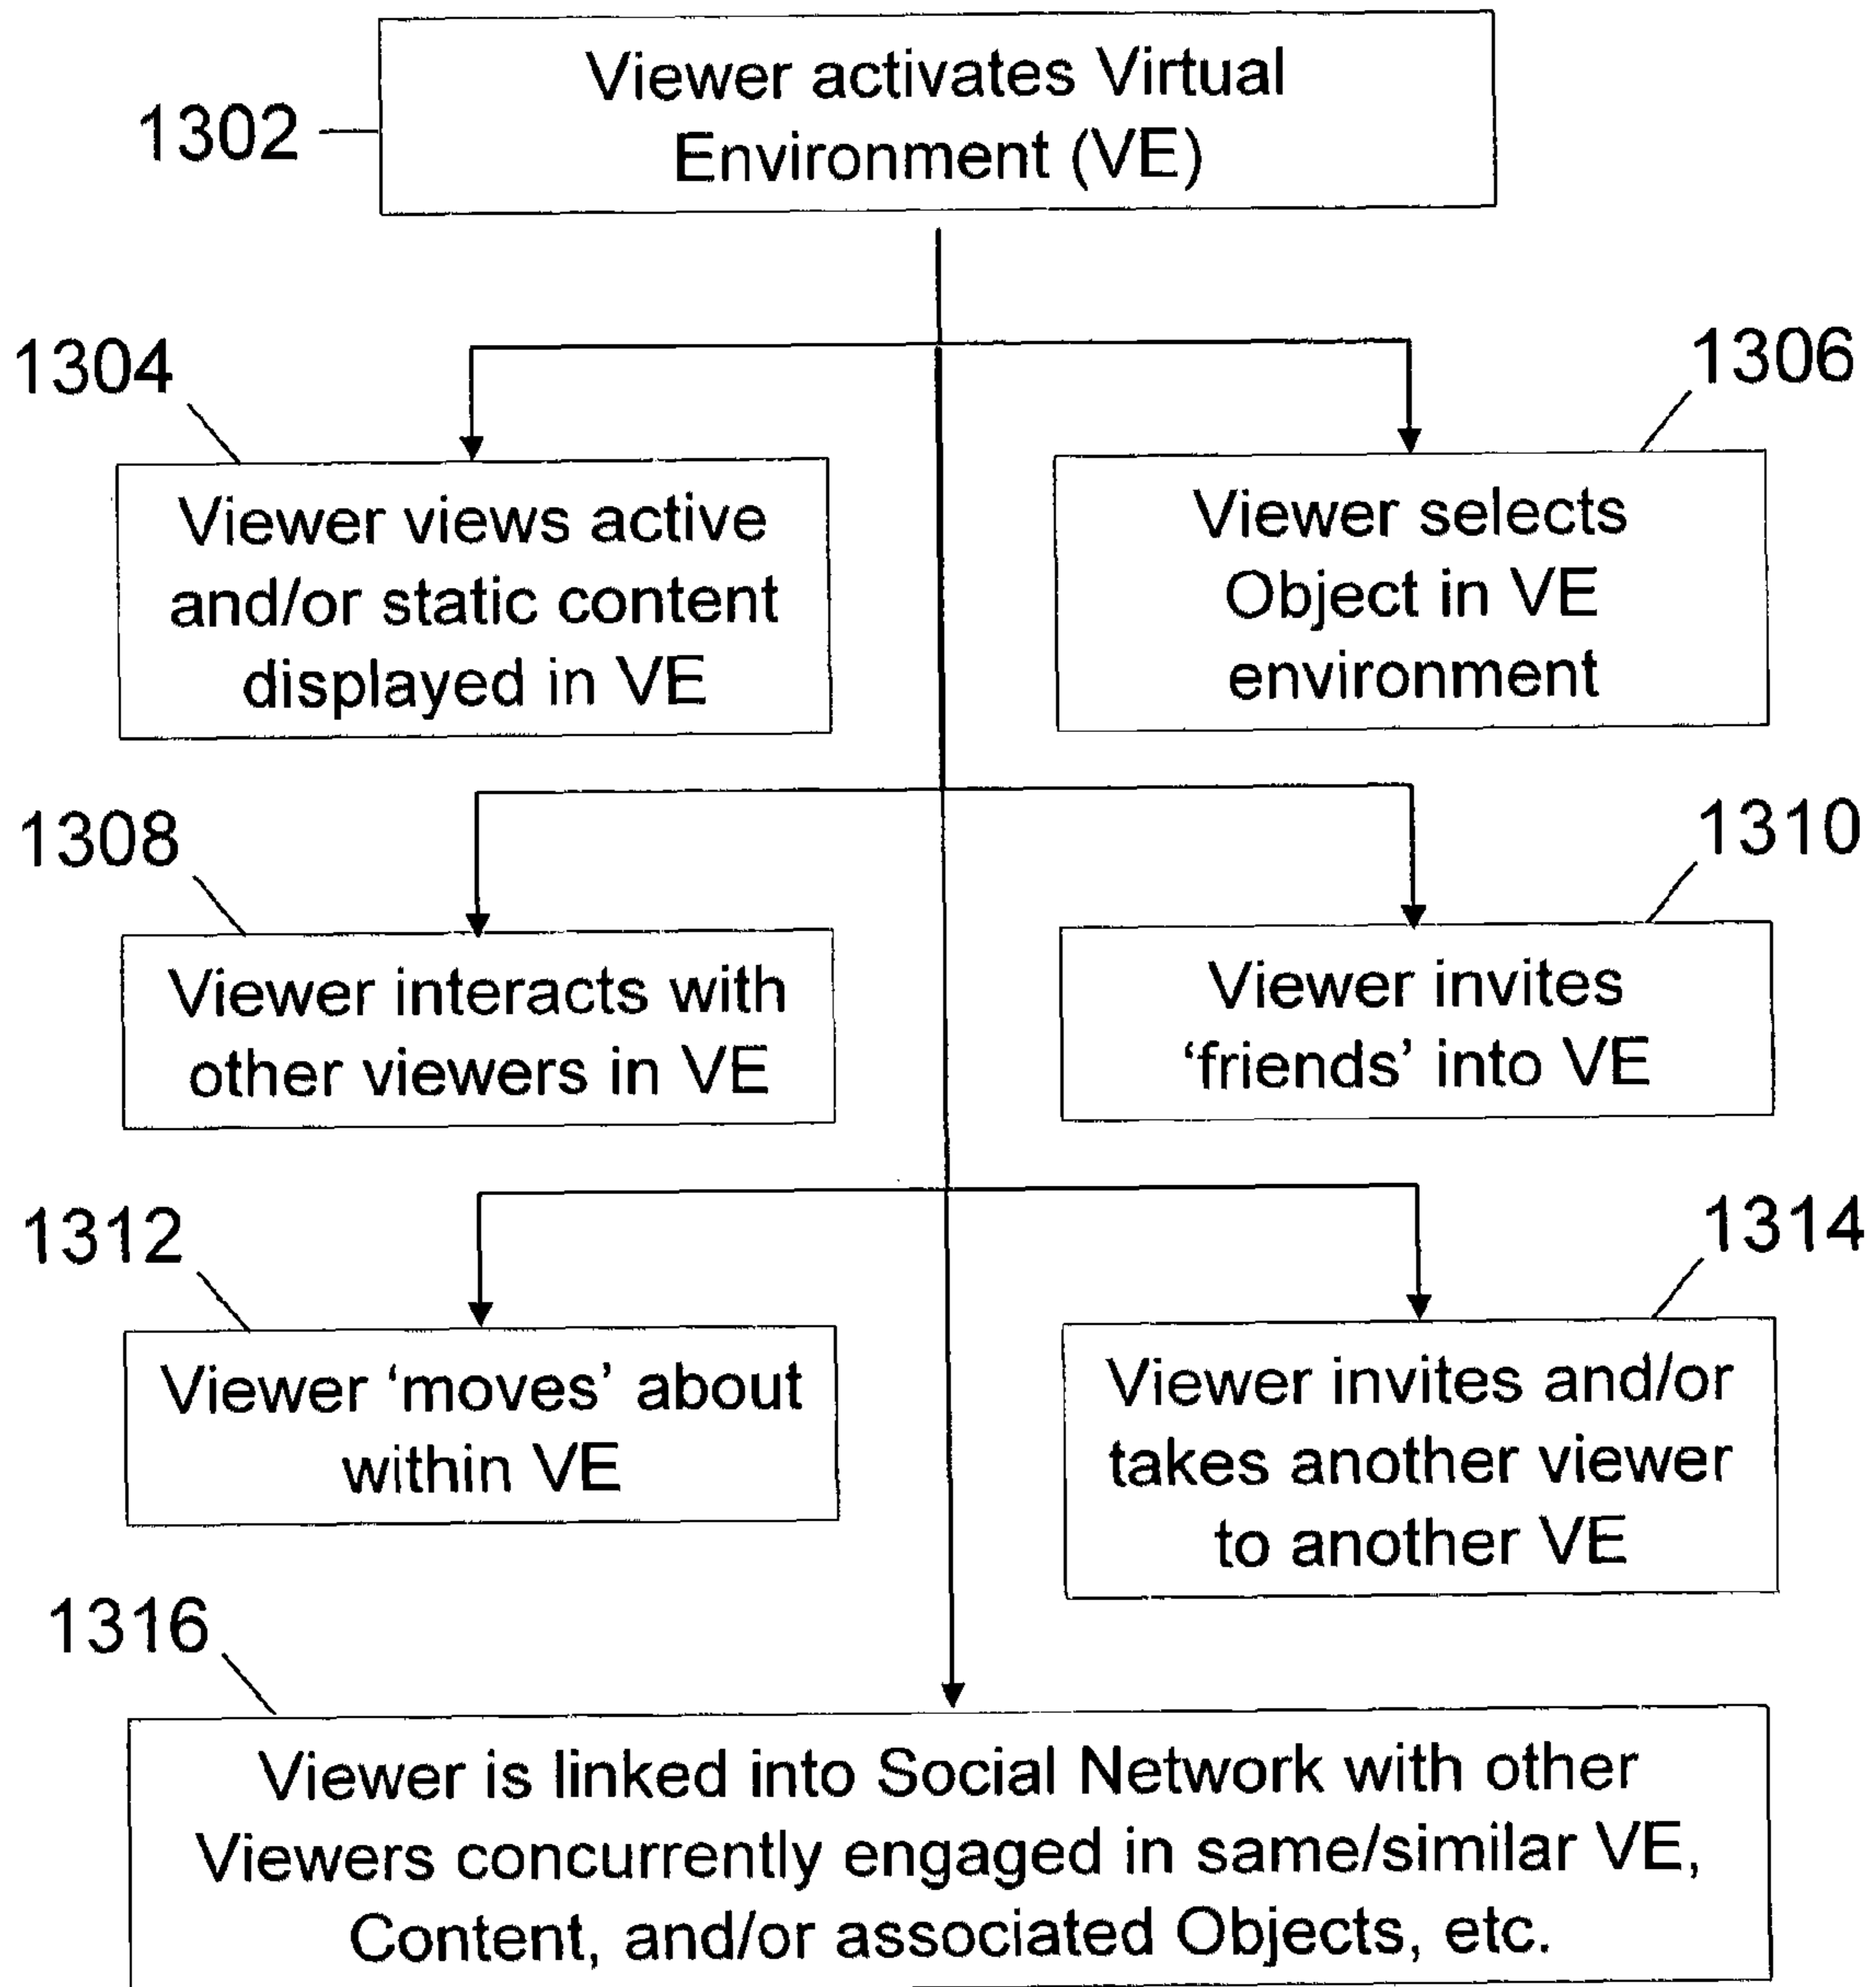 Viewer activates Virtual
Environment (VE)
1302
1304
1306
Viewer views active
and/or static content
displayed in VE
Viewer selects
Object in VE
environment
1308
1310
Viewer interacts with
other viewers in VE
Viewer invites
‘friends’ into VE
1312
1314
Viewer ‘moves’ about
within VE
Viewer invites and/or
takes another viewer
to another VE
1316
Viewer is linked into Social Network with other
Viewers concurrently engaged in same/similar VE,
Content, and/or associated Objects, etc.